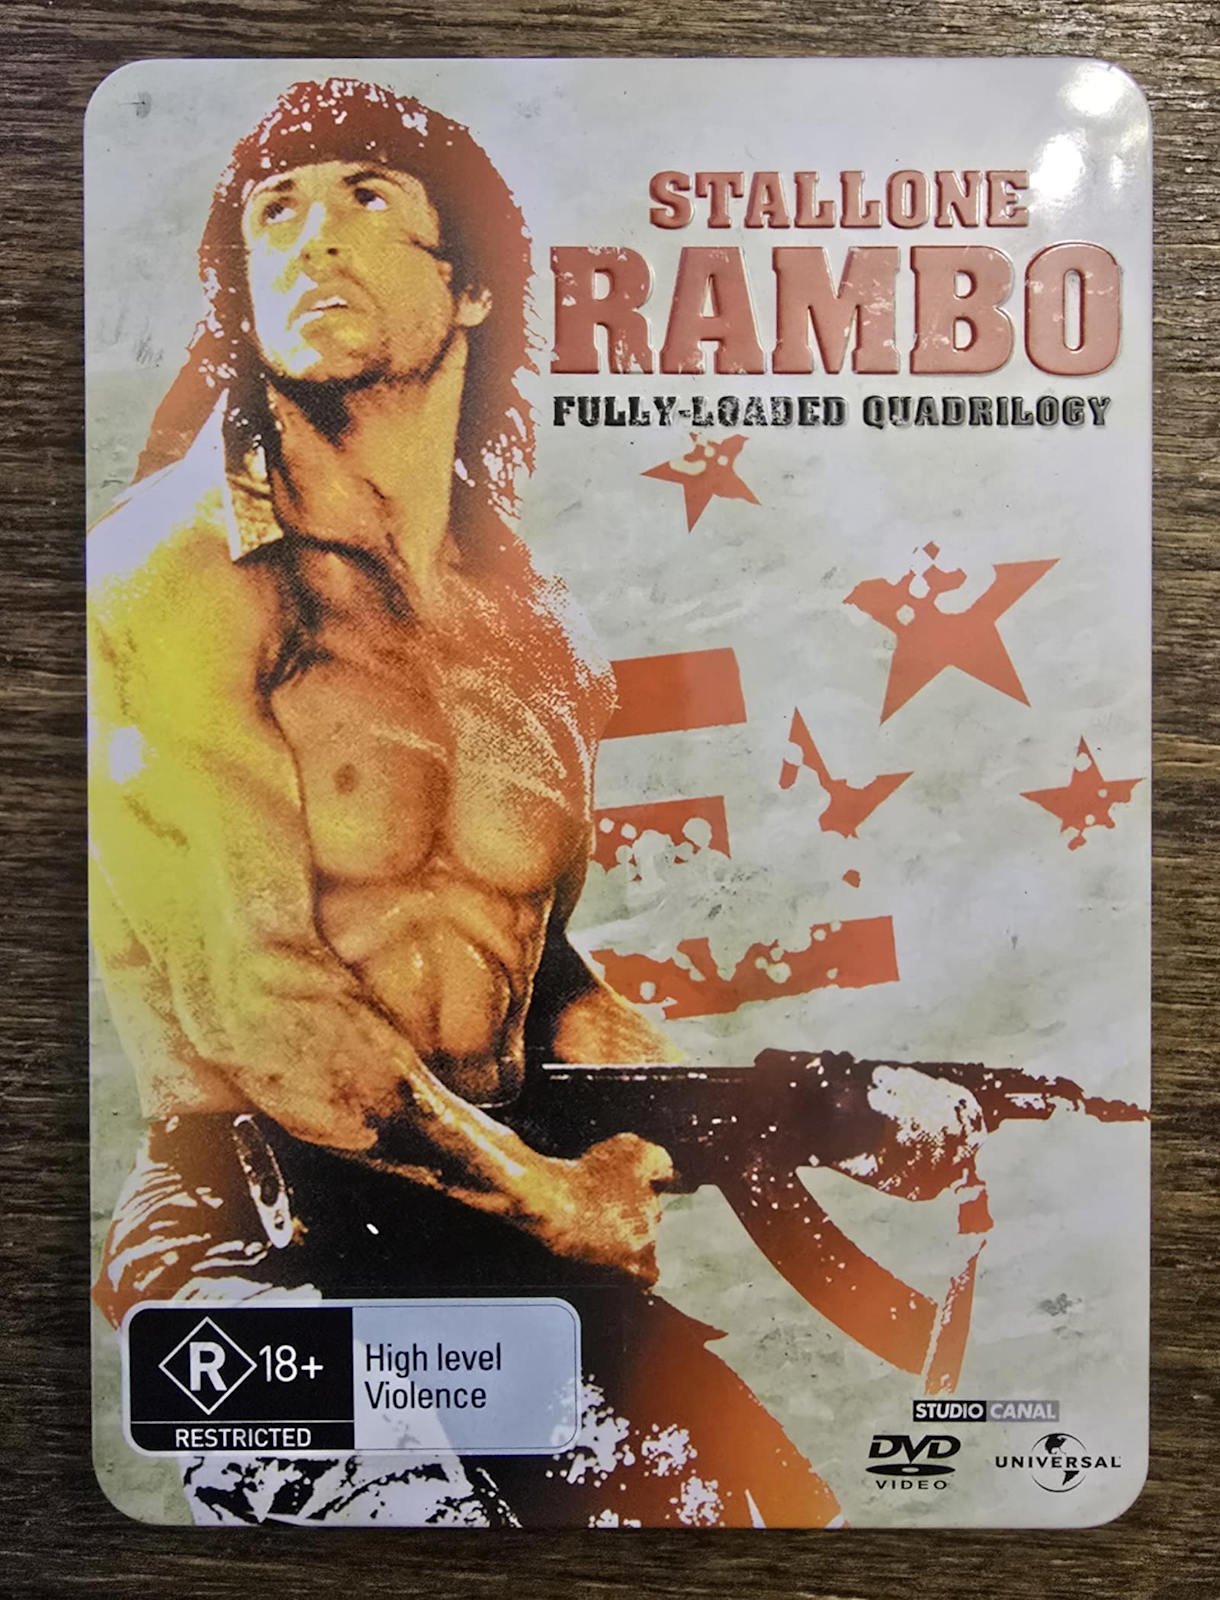 STALLONE
RAMBO
FULLY-LOADED QUADRILOGY
R 18+
RESTRICTED
High level
Violence
STUDIO CANAL
DVD
VIDEO
UNIVERSAL